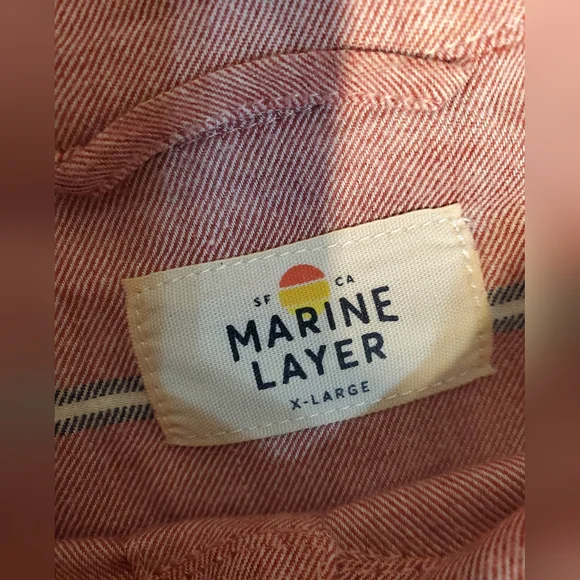 SF CA
MARINE
LAYER
X-LARGE